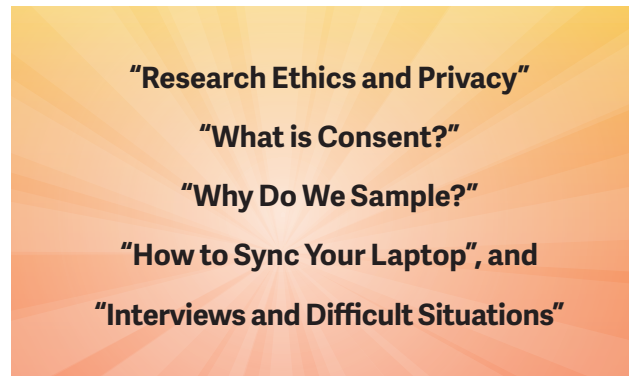 “Research Ethics and Privacy”
“What is Consent?”
“Why Do We Sample?”
“How to Sync Your Laptop”, and
“Interviews and Difficult Situations”